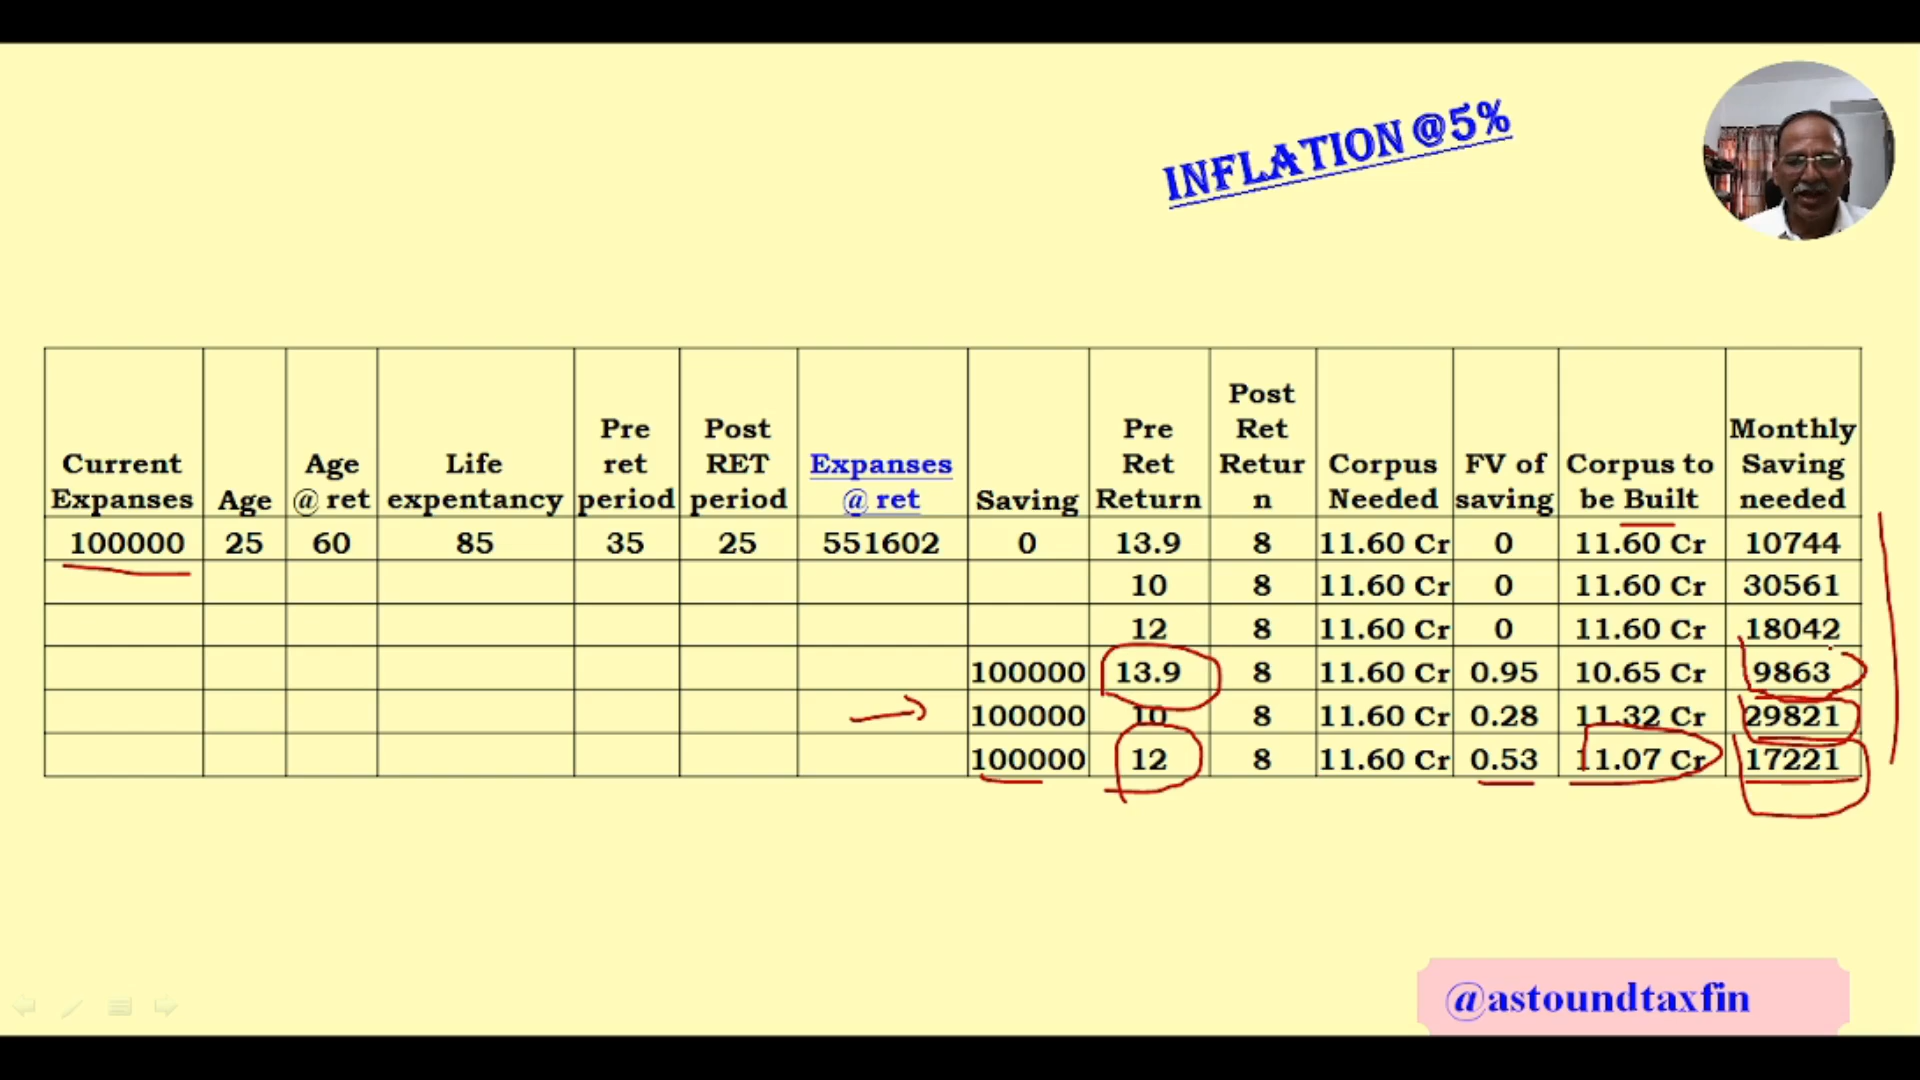 INFLATION @5%
Current Expanses | Age | Age @ ret | Life expentancy | Pre ret period | Post RET period | Expanses @ ret | Saving | Pre Ret Return | Post Ret Retur n | Corpus Needed | FV of saving | Corpus to be Built | Monthly Saving needed
100000 | 25 | 60 | 85 | 35 | 25 | 551602 | 0 | 13.9 | 8 | 11.60 Cr | 0 | 11.60 Cr | 10744
10 | 8 | 11.60 Cr | 0 | 11.60 Cr | 30561
12 | 8 | 11.60 Cr | 0 | 11.60 Cr | 18042
100000 | 13.9 | 8 | 11.60 Cr | 0.95 | 10.65 Cr | 9863
100000 | 10 | 8 | 11.60 Cr | 0.28 | 11.32 Cr | 29821
100000 | 12 | 8 | 11.60 Cr | 0.53 | 11.07 Cr | 17221
@astoundtaxfin